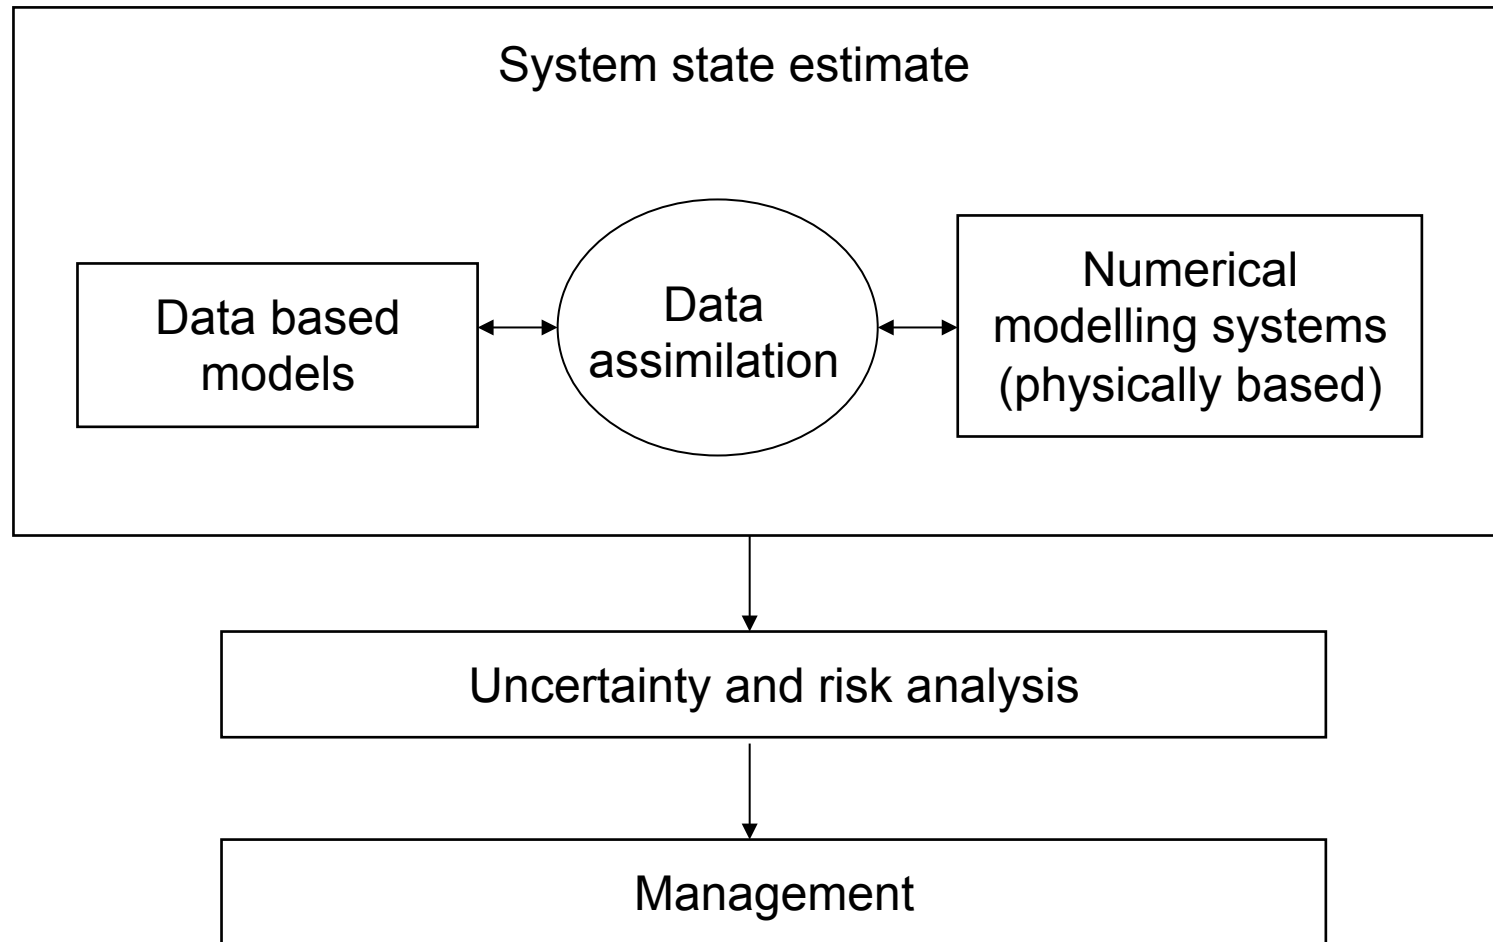 System state estimate
Data based
models
Data
assimilation
Numerical
modelling systems
(physically based)
Uncertainty and risk analysis
Management